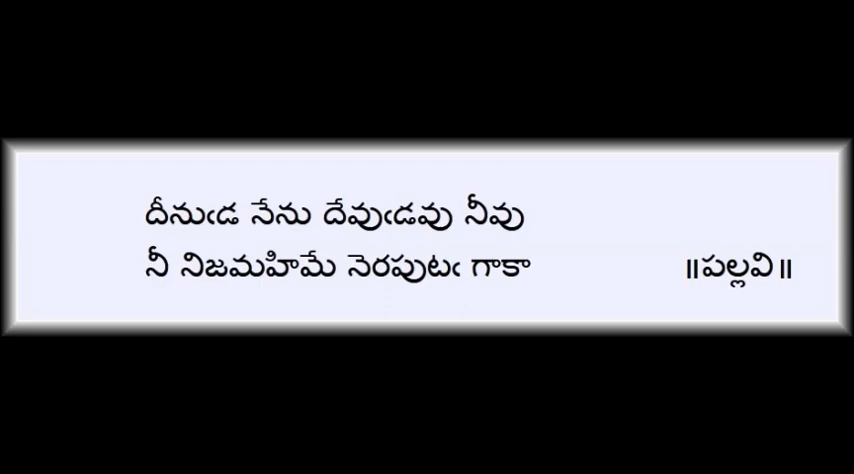 దీనుఁడ నేను దేవుఁడవు నీవు
నీ నిజమహిమే నెరపుటఁ గాకా ॥పల్లవి॥